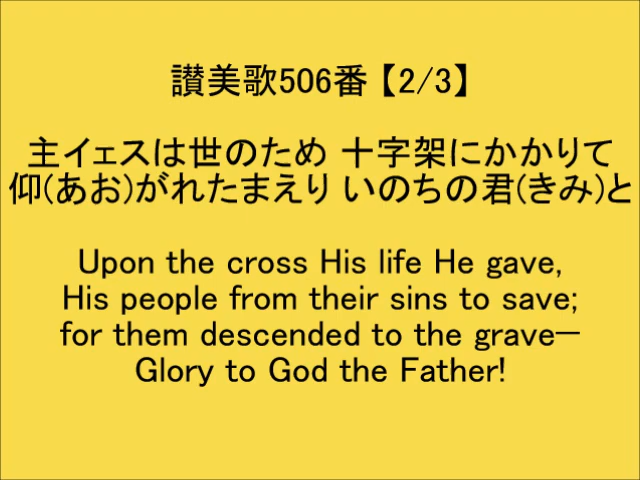 讃美歌506番【2/3】
主イェスは世のため 十字架にかかりて
仰(あお)がれたまえり いのちの君(きみ)と
Upon the cross His life He gave,
His people from their sins to save;
for them descended to the grave—
Glory to God the Father!